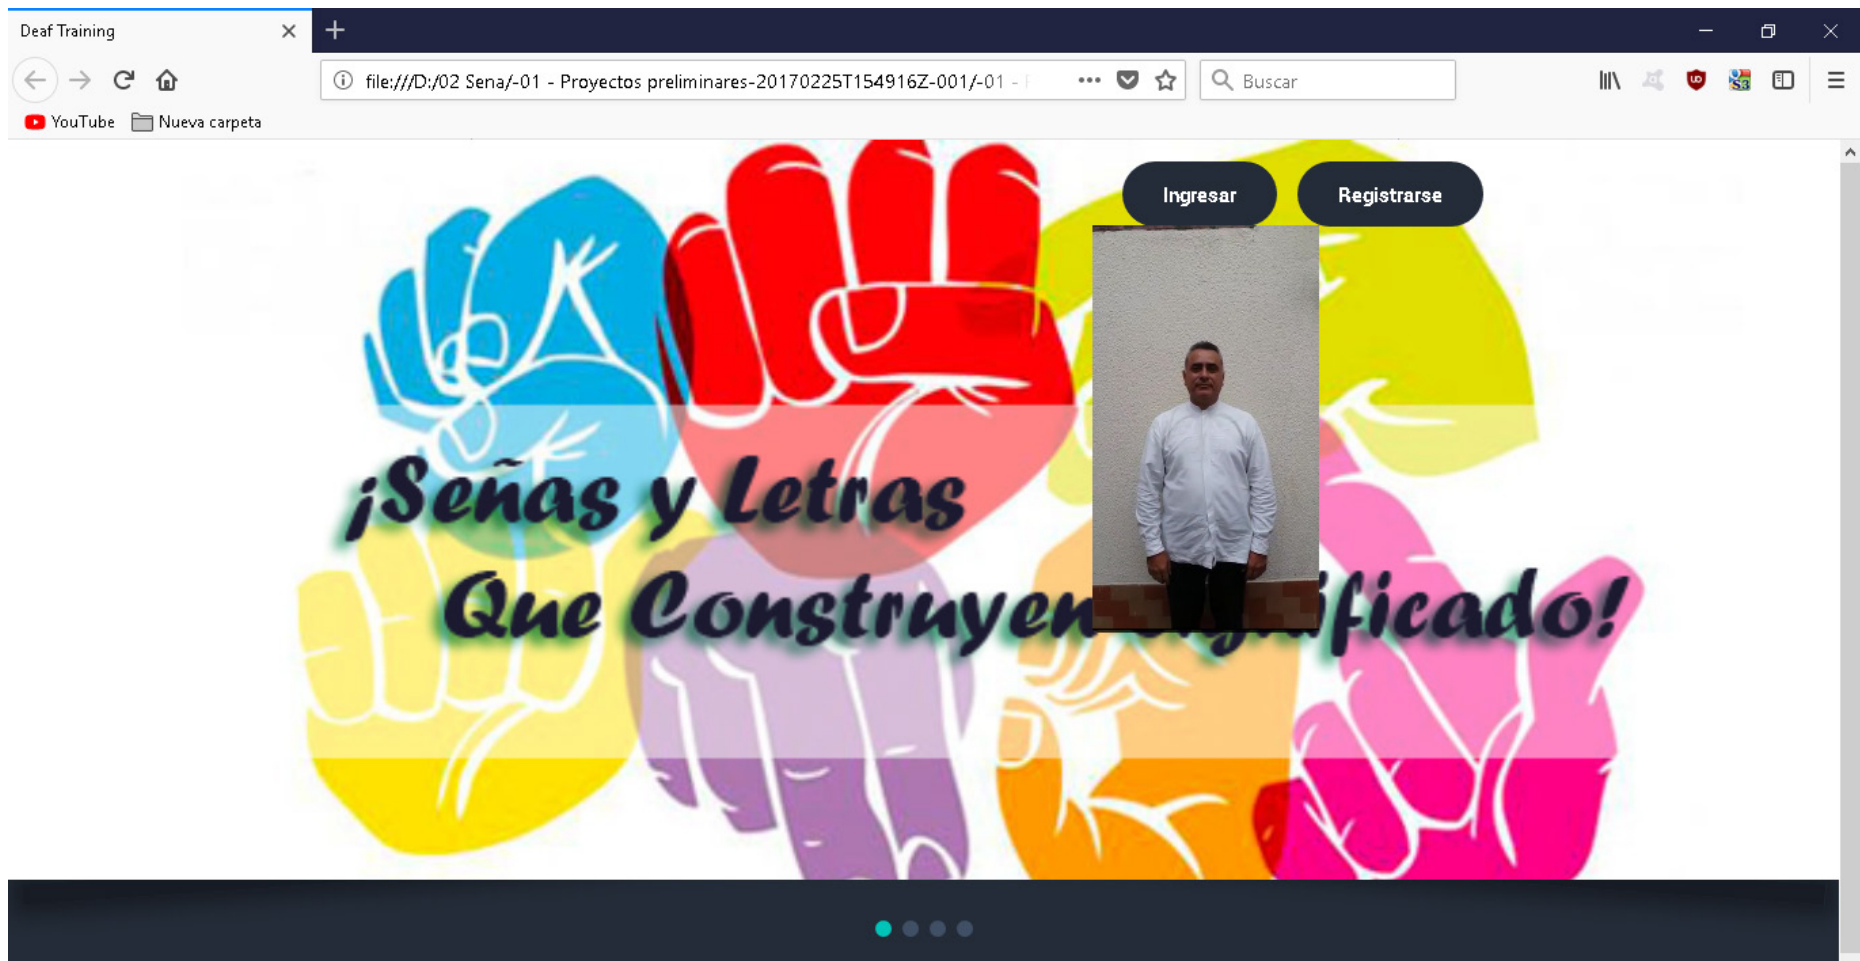 Deaf Training
file:///D:/02 Sena/-01 - Proyectos preliminares-20170225T154916Z-001/-01 -
Buscar
YouTube Nueva carpeta
Ingresar Registrarse
¡Señas y Letras
Que Construyen